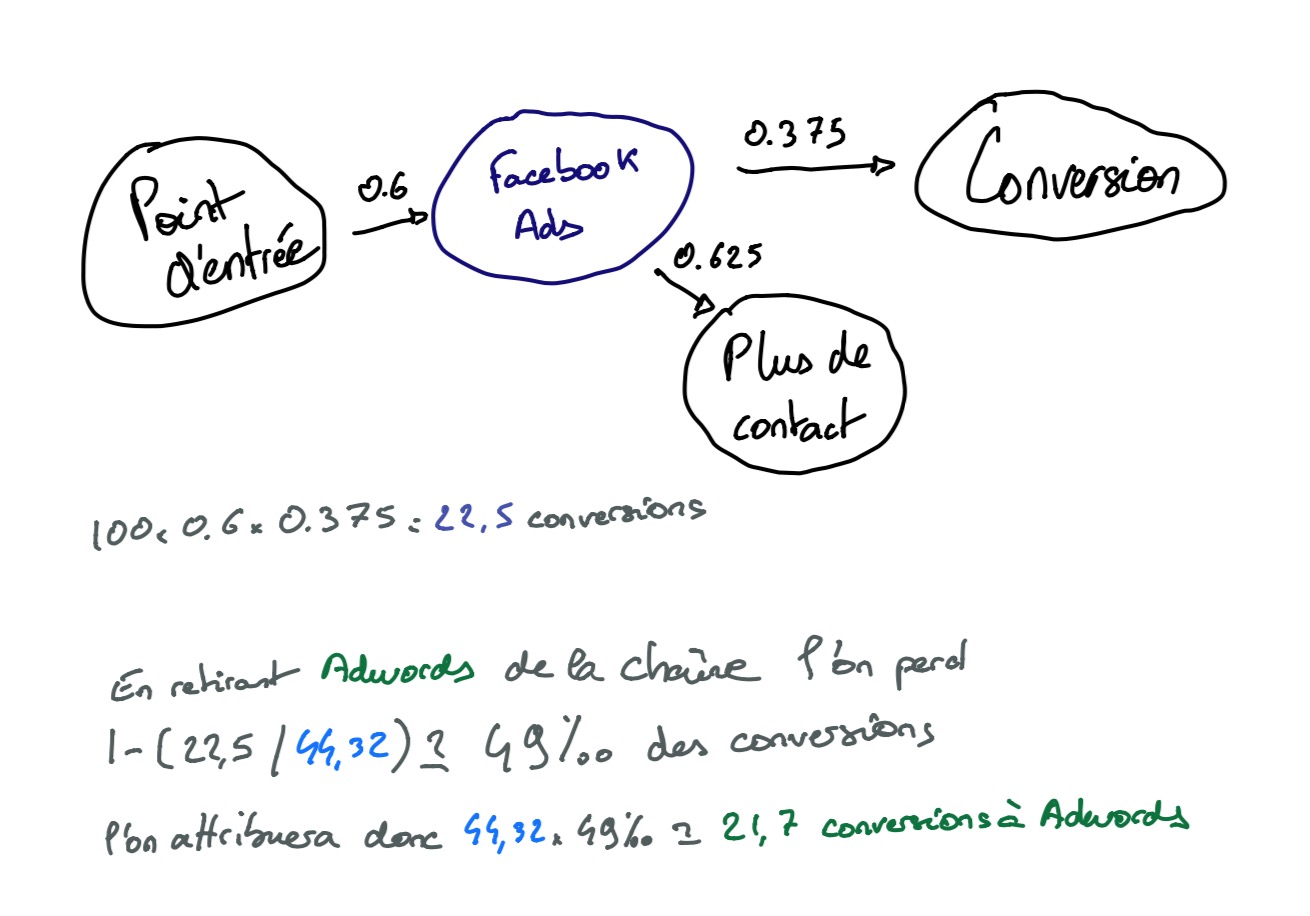 Point
d'entrée
0.6
Facebook
Ads
0.375
Conversion
0.625
Plus de
contact
100 x 0.6 x 0.375 = 22,5 conversions
En retirant Adwords de la chaîne l'on perd
1-(22,5 / 44,32) ≃ 49% des conversions
l'on attribuera donc 44,32 x 49% ≃ 21,7 conversions à Adwords